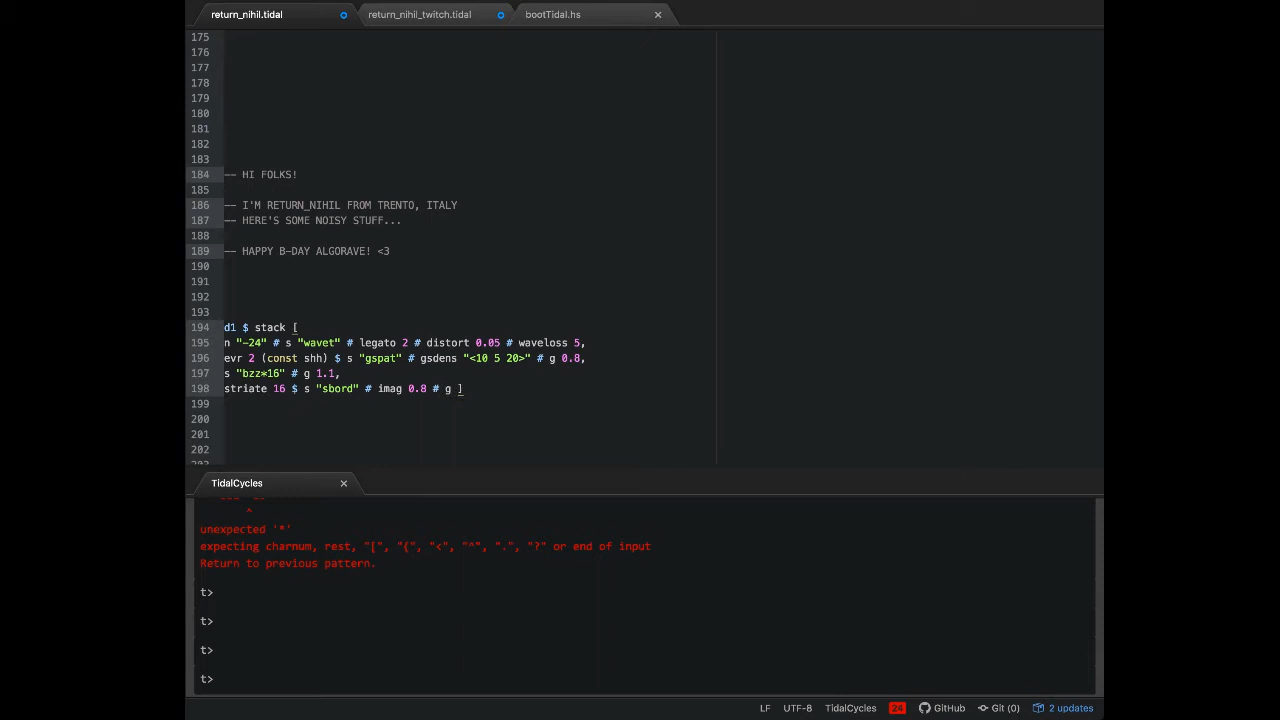 return_nihil.tidal
return_nihil_twitch.tidal
bootTidal.hs
175
176
177
178
179
180
181
182
183
184 -- HI FOLKS!
185
186 -- I'M RETURN_NIHIL FROM TRENTO, ITALY
187 -- HERE'S SOME NOISY STUFF...
188
189 -- HAPPY B-DAY ALGORAVE! <3
190
191
192
193
194 d1 $ stack [
195 n "-24" # s "wavet" # legato 2 # distort 0.05 # waveloss 5,
196 evr 2 (const shh) $ s "gspat" # gsdens "<10 5 20>" # g 0.8,
197 s "bzz*16" # g 1.1,
198 striate 16 $ s "sbord" # imag 0.8 # g ]
199
200
201
202
TidalCycles
^
unexpected '*'
expecting charnum, rest, "[", "{", "<", "^", ".", "?" or end of input
Return to previous pattern.
t>
t>
t>
t>
LF UTF-8 TidalCycles 24 GitHub Git (0) 2 updates